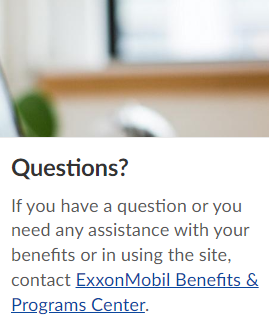 Questions?
If you have a question or you
need any assistance with your
benefits or in using the site,
contact ExxonMobil Benefits &
Programs Center.